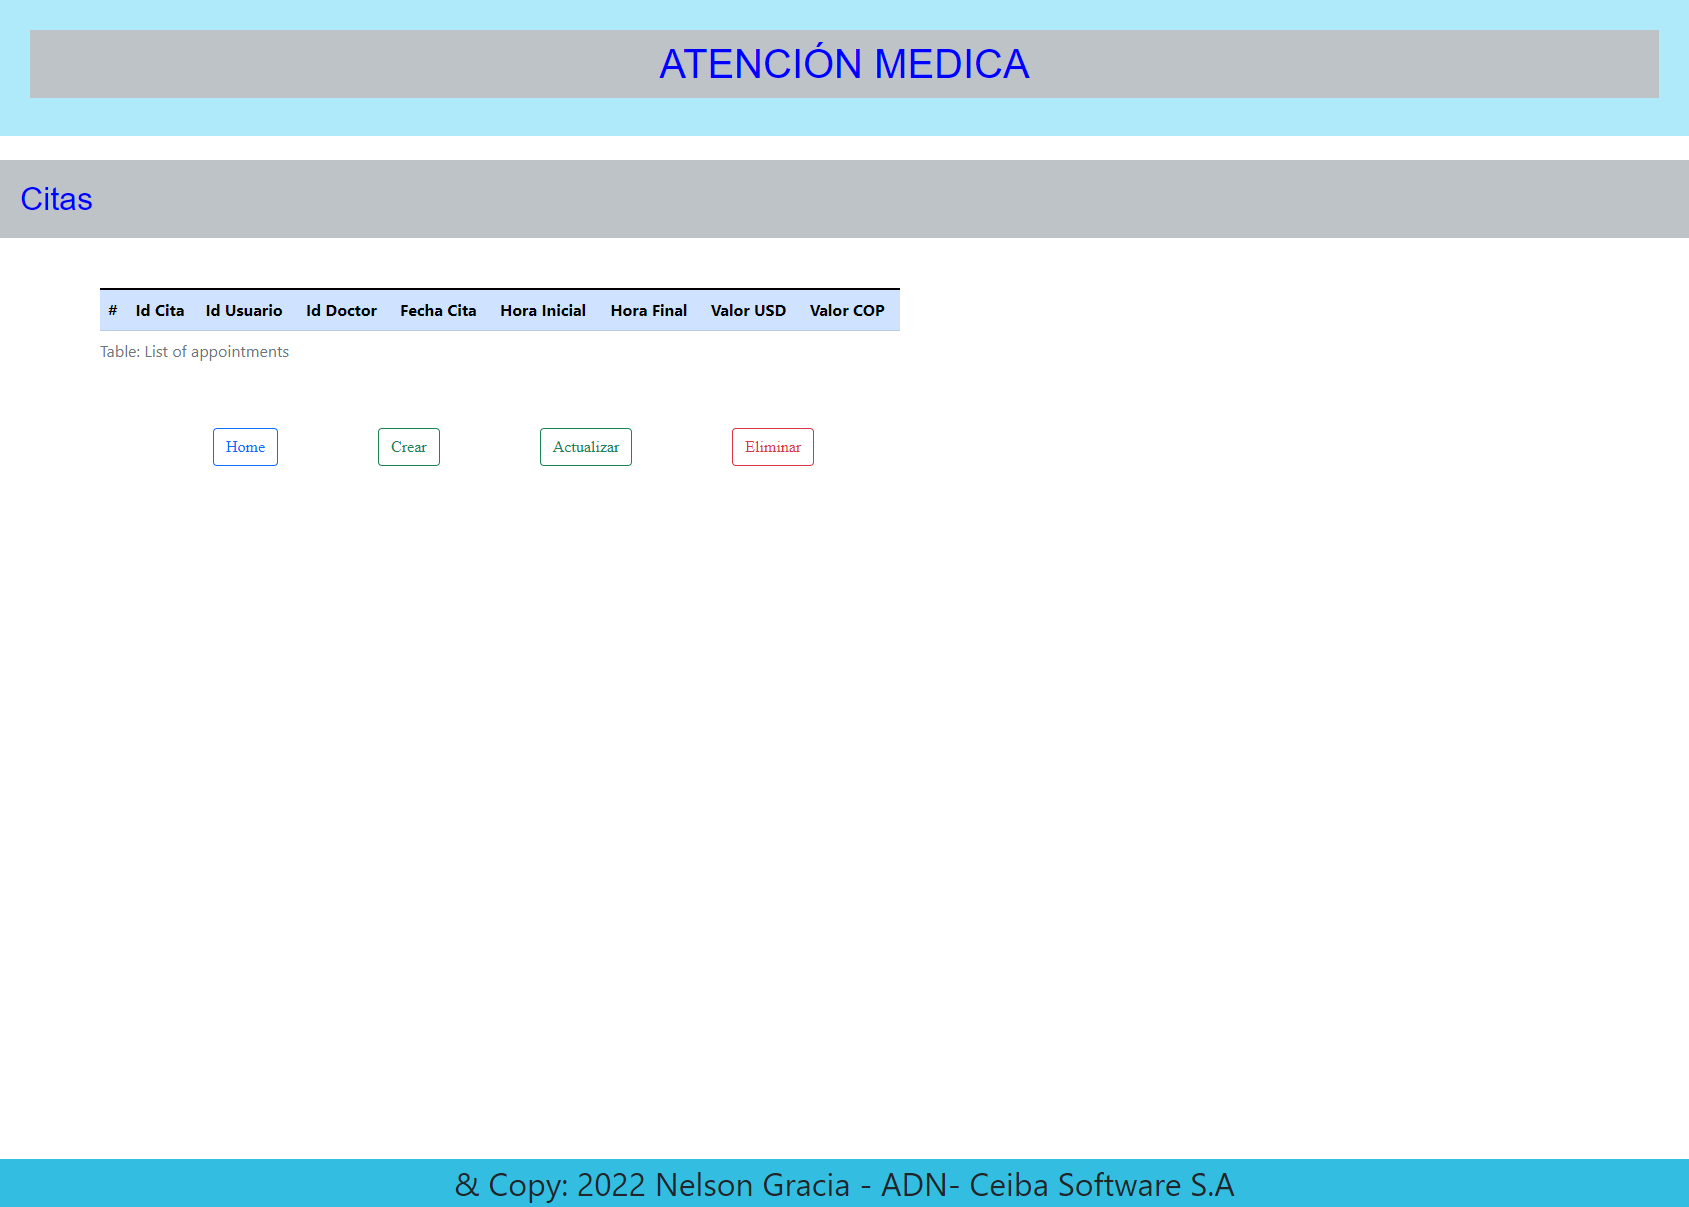 ATENCIÓN MEDICA
Citas
# Id Cita Id Usuario Id Doctor Fecha Cita Hora Inicial Hora Final Valor USD Valor COP
Table: List of appointments
Home Crear Actualizar Eliminar
& Copy: 2022 Nelson Gracia - ADN- Ceiba Software S.A